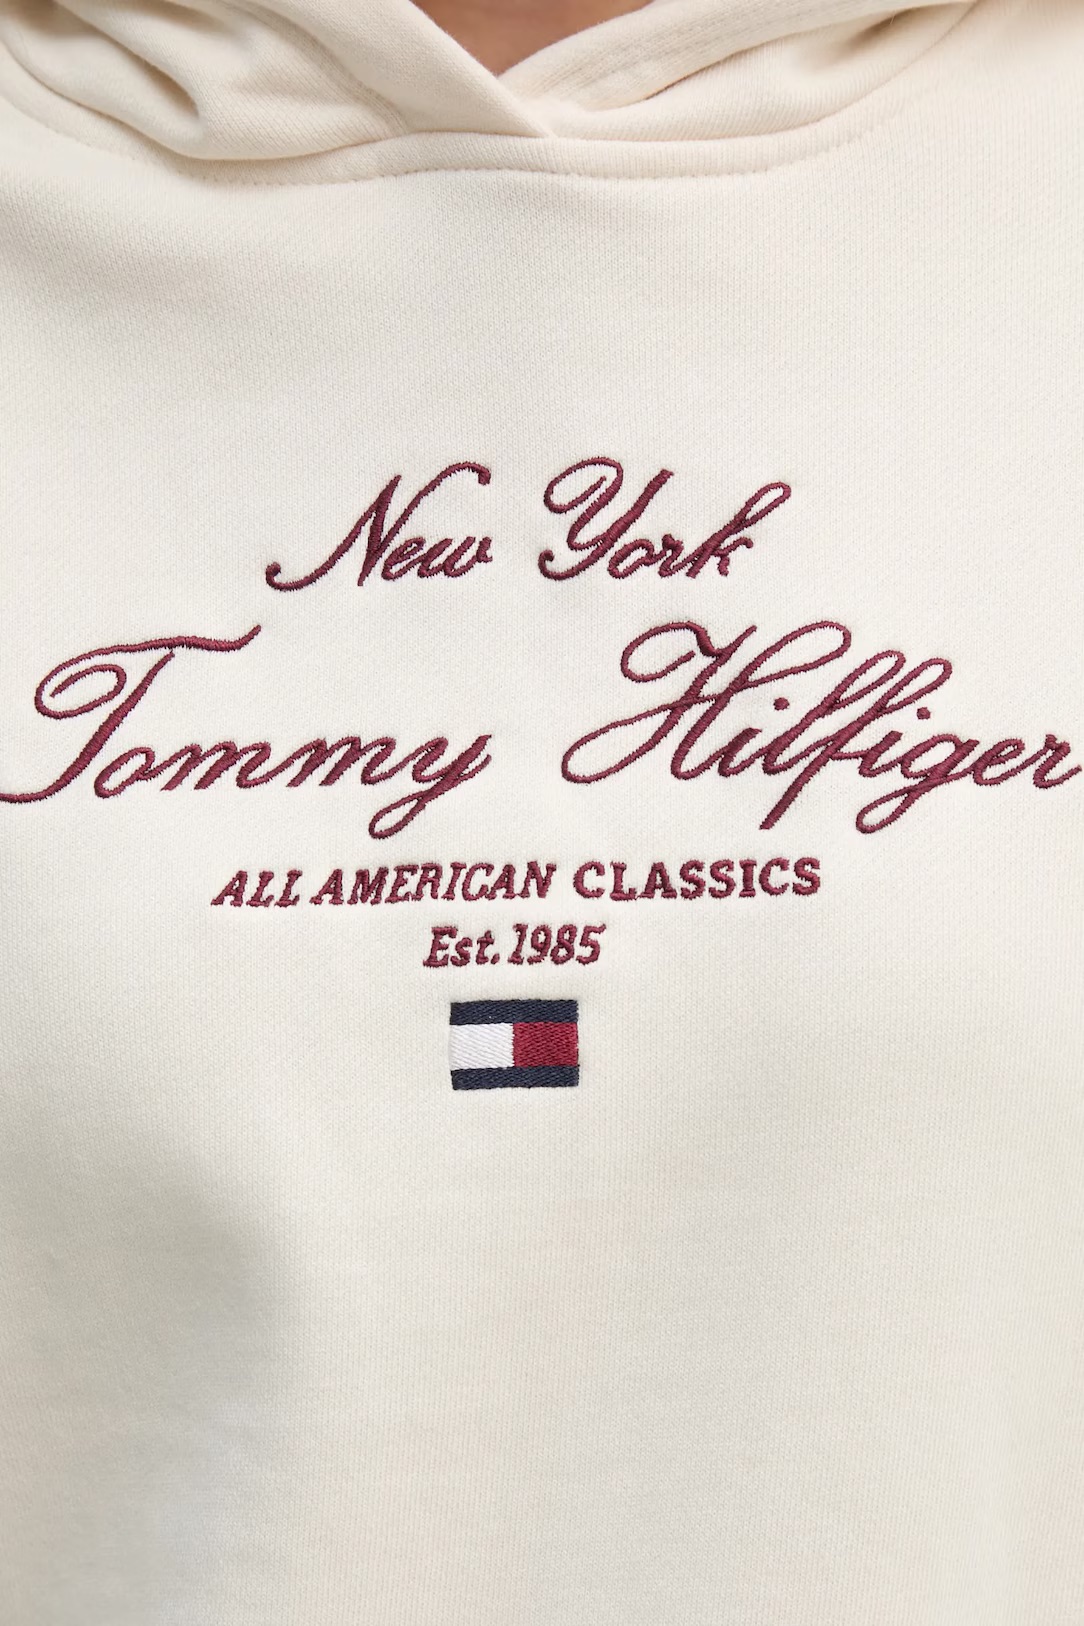 New York
Tommy Hilfiger
ALL AMERICAN CLASSICS
Est. 1985